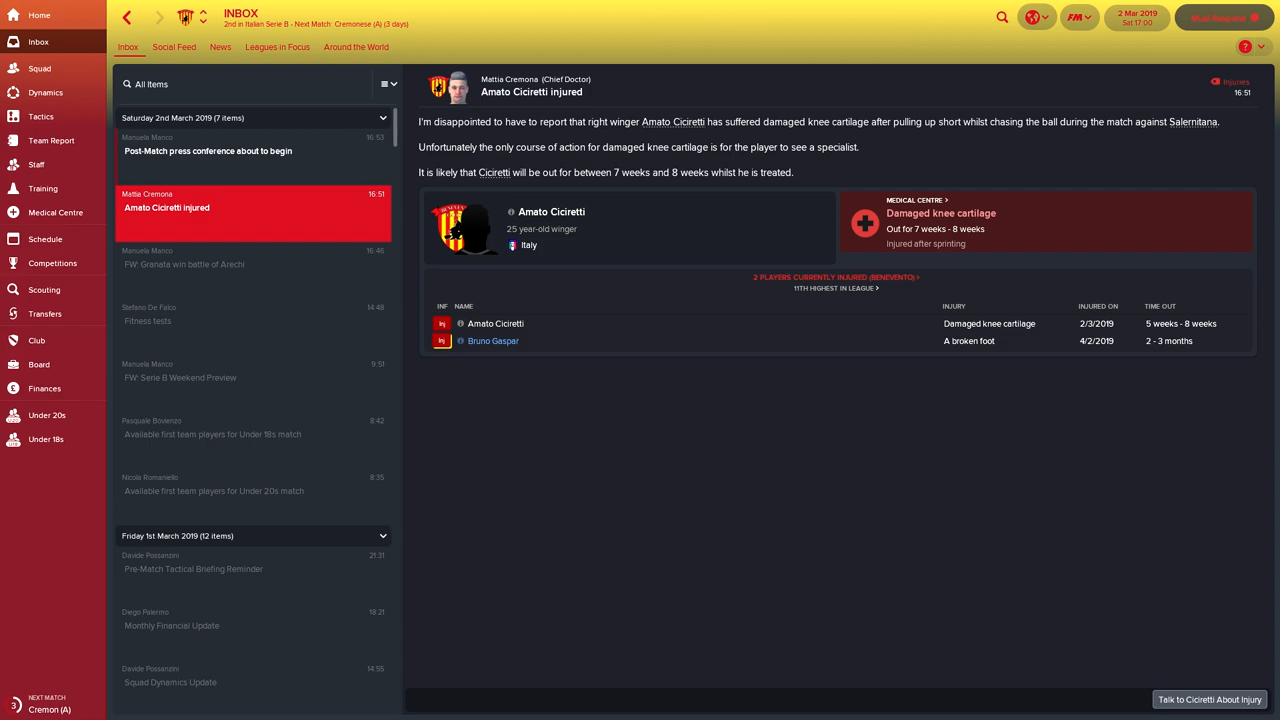 Home
Inbox
Squad
Dynamics
Tactics
Team Report
Staff
Training
Medical Centre
Schedule
Competitions
Scouting
Transfers
Club
Board
Finances
Under 20s
Under 18s
3
NEXT MATCH
Cremon (A)
INBOX
2nd in Italian Serie B - Next Match: Cremonese (A) (3 days)
FM
2 Mar 2019
Sat 17:00
Must Respond
Inbox Social Feed News Leagues in Focus Around the World
?
All Items
Saturday 2nd March 2019 (7 items)
Manuela Manco 16:53
Post-Match press conference about to begin
Mattia Cremona 16:51
Amato Ciciretti injured
Manuela Manco 16:46
FW: Granata win battle of Arechi
Stefano De Falco 14:48
Fitness tests
Manuela Manco 9:51
FW: Serie B Weekend Preview
Pasquale Bovienzo 8:42
Available first team players for Under 18s match
Nicola Romaniello 8:35
Available first team players for Under 20s match
Friday 1st March 2019 (12 items)
Davide Possanzini 21:31
Pre-Match Tactical Briefing Reminder
Diego Palermo 18:21
Monthly Financial Update
Davide Possanzini 14:55
Squad Dynamics Update
Mattia Cremona (Chief Doctor)
Amato Ciciretti injured
Injuries
16:51
I'm disappointed to have to report that right winger Amato Ciciretti has suffered damaged knee cartilage after pulling up short whilst chasing the ball during the match against Salernitana.
Unfortunately the only course of action for damaged knee cartilage is for the player to see a specialist.
It is likely that Ciciretti will be out for between 7 weeks and 8 weeks whilst he is treated.
Amato Ciciretti
25 year-old winger
Italy
MEDICAL CENTRE >
Damaged knee cartilage
Out for 7 weeks - 8 weeks
Injured after sprinting
2 PLAYERS CURRENTLY INJURED (BENEVENTO) >
11TH HIGHEST IN LEAGUE >
INF NAME INJURY INJURED ON TIME OUT
Inj Amato Ciciretti Damaged knee cartilage 2/3/2019 5 weeks - 8 weeks
Inj Bruno Gaspar A broken foot 4/2/2019 2 - 3 months
Talk to Ciciretti About Injury